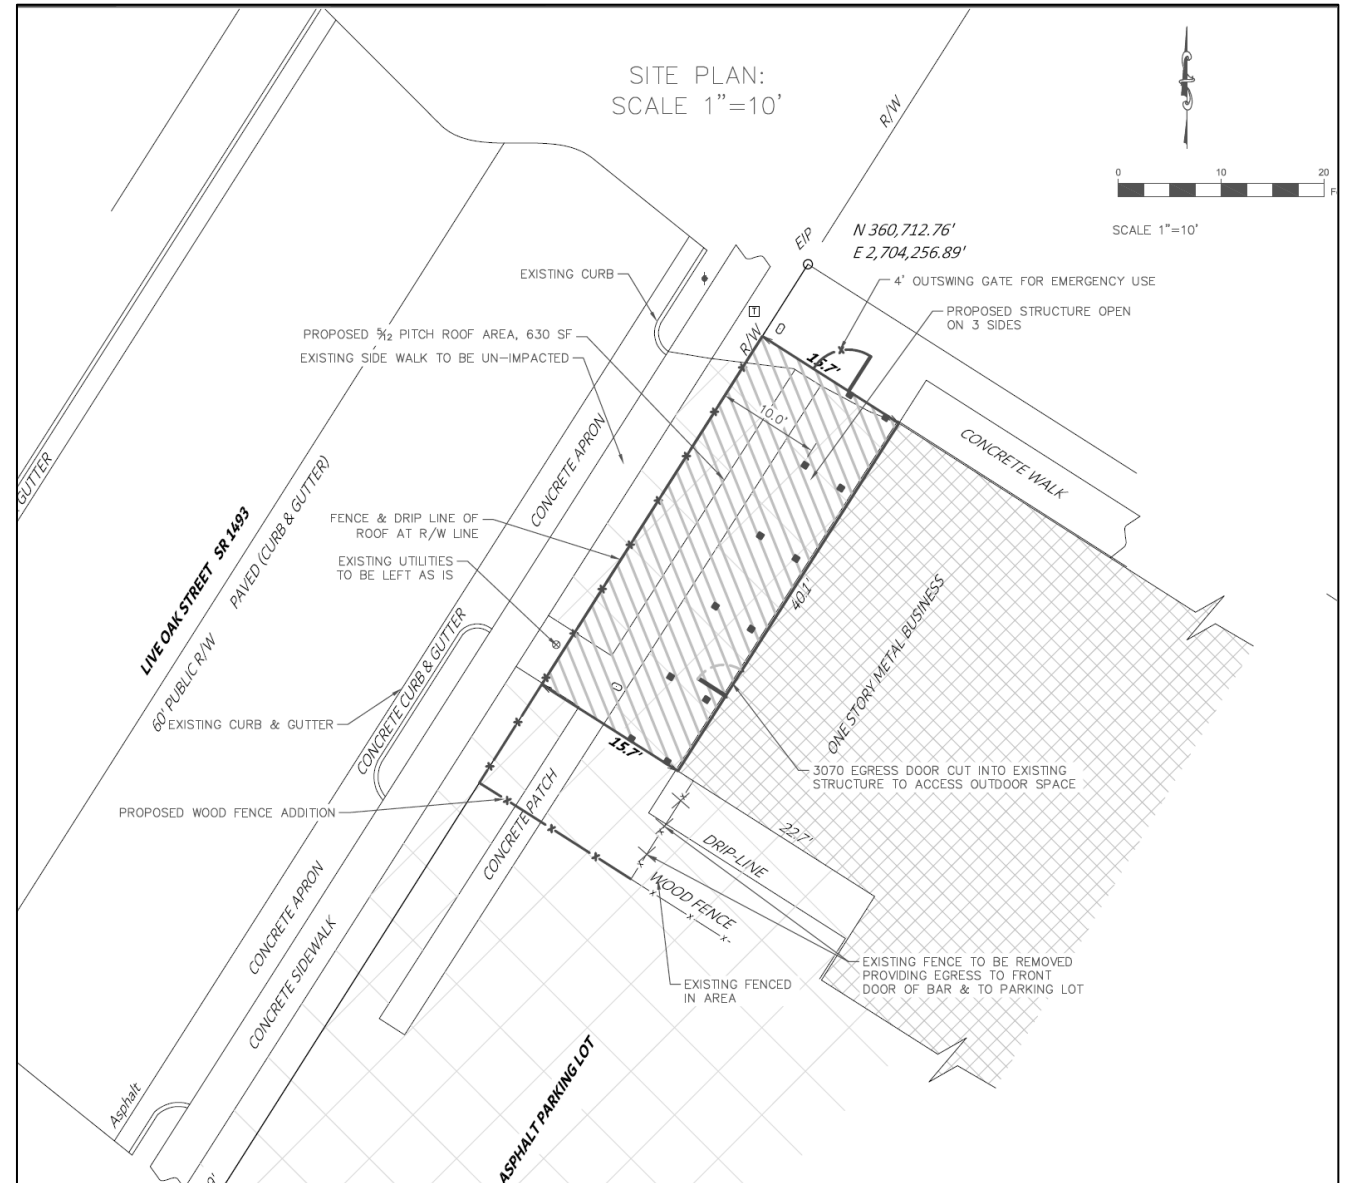 SITE PLAN:
SCALE 1"=10'
R/W
0
10
20
SCALE 1"=10'
EIP
N 360,712.76'
E 2,704,256.89'
EXISTING CURB
4' OUTSWING GATE FOR EMERGENCY USE
PROPOSED STRUCTURE OPEN
ON 3 SIDES
T
R/W
PROPOSED 5/12 PITCH ROOF AREA, 630 SF
EXISTING SIDE WALK TO BE UN-IMPACTED
15.7'
10.0'
CONCRETE WALK
GUTTER
CONCRETE APRON
FENCE & DRIP LINE OF
ROOF AT R/W LINE
EXISTING UTILITIES
TO BE LEFT AS IS
LIVE OAK STREET SR 1493
PAVED (CURB & GUTTER)
60' PUBLIC R/W
40.1'
ONE STORY METAL BUSINESS
CONCRETE CURB & GUTTER
EXISTING CURB & GUTTER
15.7'
3070 EGRESS DOOR CUT INTO EXISTING
STRUCTURE TO ACCESS OUTDOOR SPACE
PROPOSED WOOD FENCE ADDITION
CONCRETE PATCH
22.7'
DRIP-LINE
WOOD FENCE
CONCRETE APRON
CONCRETE SIDEWALK
EXISTING FENCED
IN AREA
EXISTING FENCE TO BE REMOVED
PROVIDING EGRESS TO FRONT
DOOR OF BAR & TO PARKING LOT
Asphalt
ASPHALT PARKING LOT